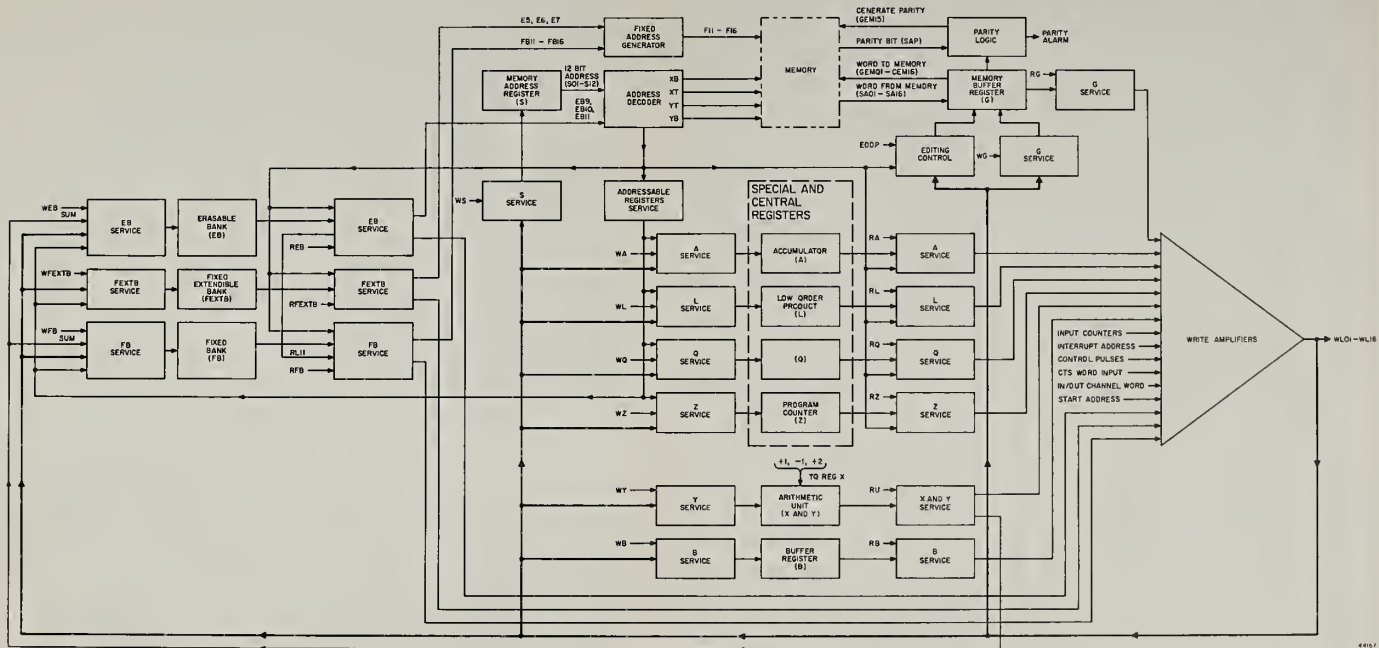 E5, E6, E7
FB11 – FB16
FIXED
ADDRESS
GENERATOR
F11 – F16
MEMORY
GENERATE PARITY
(GEM15)
PARITY BIT (SAP)
WORD TO MEMORY
(GEM01 – GEM16)
WORD FROM MEMORY
(SA01 – SA16)
PARITY
LOGIC
PARITY
ALARM
MEMORY
BUFFER
REGISTER
(G)
RG
G
SERVICE
MEMORY
ADDRESS
REGISTER
(S)
12 BIT
ADDRESS
(S01-S12)
EB9,
EB10,
EB11
ADDRESS
DECODER
XB
XT
YT
YB
EDOP
EDITING
CONTROL
WG
G
SERVICE
WS
S
SERVICE
ADDRESSABLE
REGISTERS
SERVICE
SPECIAL AND
CENTRAL
REGISTERS
WEB
SUM
EB
SERVICE
ERASABLE
BANK
(EB)
REB
EB
SERVICE
WFEXTB
FEXTB
SERVICE
FIXED
EXTENDIBLE
BANK
(FEXTB)
RFEXTB
FEXTB
SERVICE
WFB
SUM
FB
SERVICE
FIXED
BANK
(FB)
RL11
RFB
FB
SERVICE
WA
A
SERVICE
ACCUMULATOR
(A)
RA
A
SERVICE
WL
L
SERVICE
LOW ORDER
PRODUCT
(L)
RL
L
SERVICE
WQ
Q
SERVICE
(Q)
RQ
Q
SERVICE
WZ
Z
SERVICE
PROGRAM
COUNTER
(Z)
RZ
Z
SERVICE
+1, -1, +2
TO REG X
WY
Y
SERVICE
ARITHMETIC
UNIT
(X AND Y)
RU
X AND Y
SERVICE
WB
B
SERVICE
BUFFER
REGISTER
(B)
RB
B
SERVICE
INPUT COUNTERS
INTERRUPT ADDRESS
CONTROL PULSES
CTS WORD INPUT
IN/OUT CHANNEL WORD
START ADDRESS
WRITE AMPLIFIERS
WL01-WL16